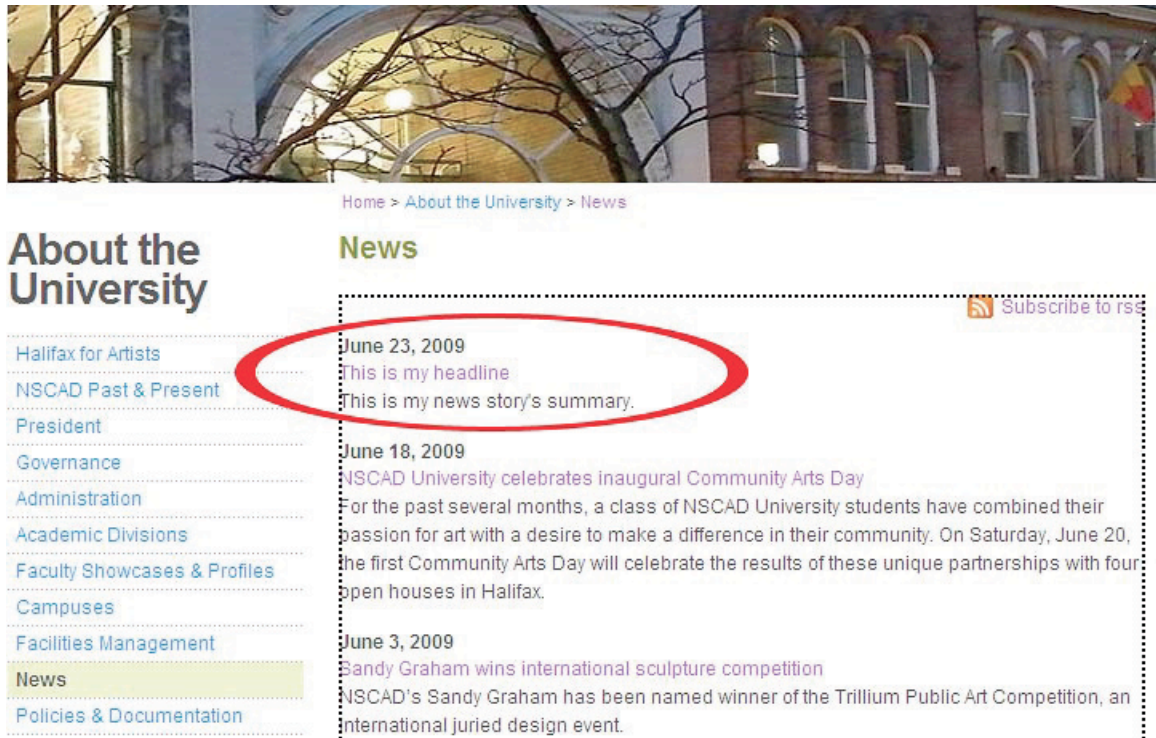 Home > About the University > News
About the
University
Halifax for Artists
NSCAD Past & Present
President
Governance
Administration
Academic Divisions
Faculty Showcases & Profiles
Campuses
Facilities Management
News
Policies & Documentation
News
Subscribe to rss
June 23, 2009
This is my headline
This is my news story's summary.
June 18, 2009
NSCAD University celebrates inaugural Community Arts Day
For the past several months, a class of NSCAD University students have combined their
passion for art with a desire to make a difference in their community. On Saturday, June 20,
the first Community Arts Day will celebrate the results of these unique partnerships with four
open houses in Halifax.
June 3, 2009
Sandy Graham wins international sculpture competition
NSCAD's Sandy Graham has been named winner of the Trillium Public Art Competition, an
international juried design event.